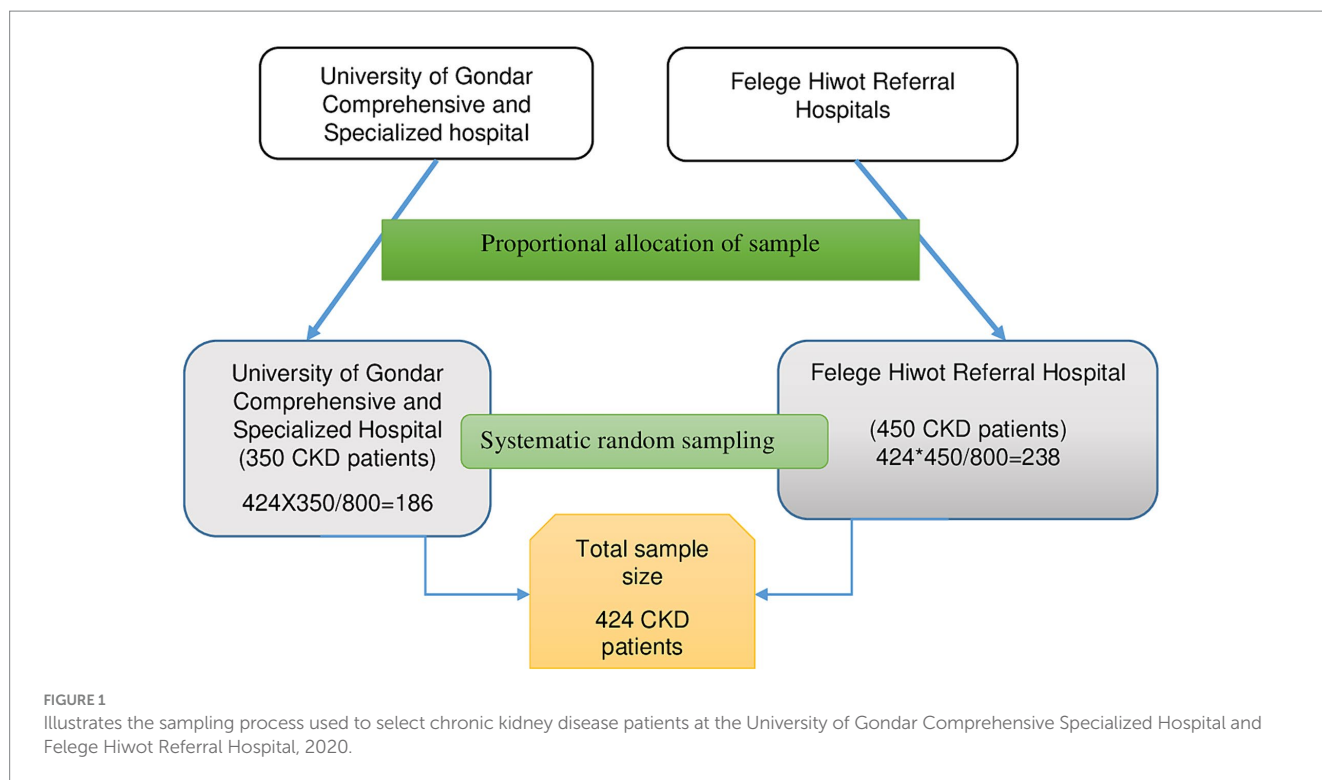 University of Gondar
Comprehensive and
Specialized hospital
Felege Hiwot Referral
Hospitals
Proportional allocation of sample
University of Gondar
Comprehensive and
Specialized Hospital
(350 CKD patients)
424X350/800=186
Systematic random sampling
Felege Hiwot Referral Hospital
(450 CKD patients)
424*450/800=238
Total sample
size
424 CKD
patients
FIGURE 1
Illustrates the sampling process used to select chronic kidney disease patients at the University of Gondar Comprehensive Specialized Hospital and
Felege Hiwot Referral Hospital, 2020.